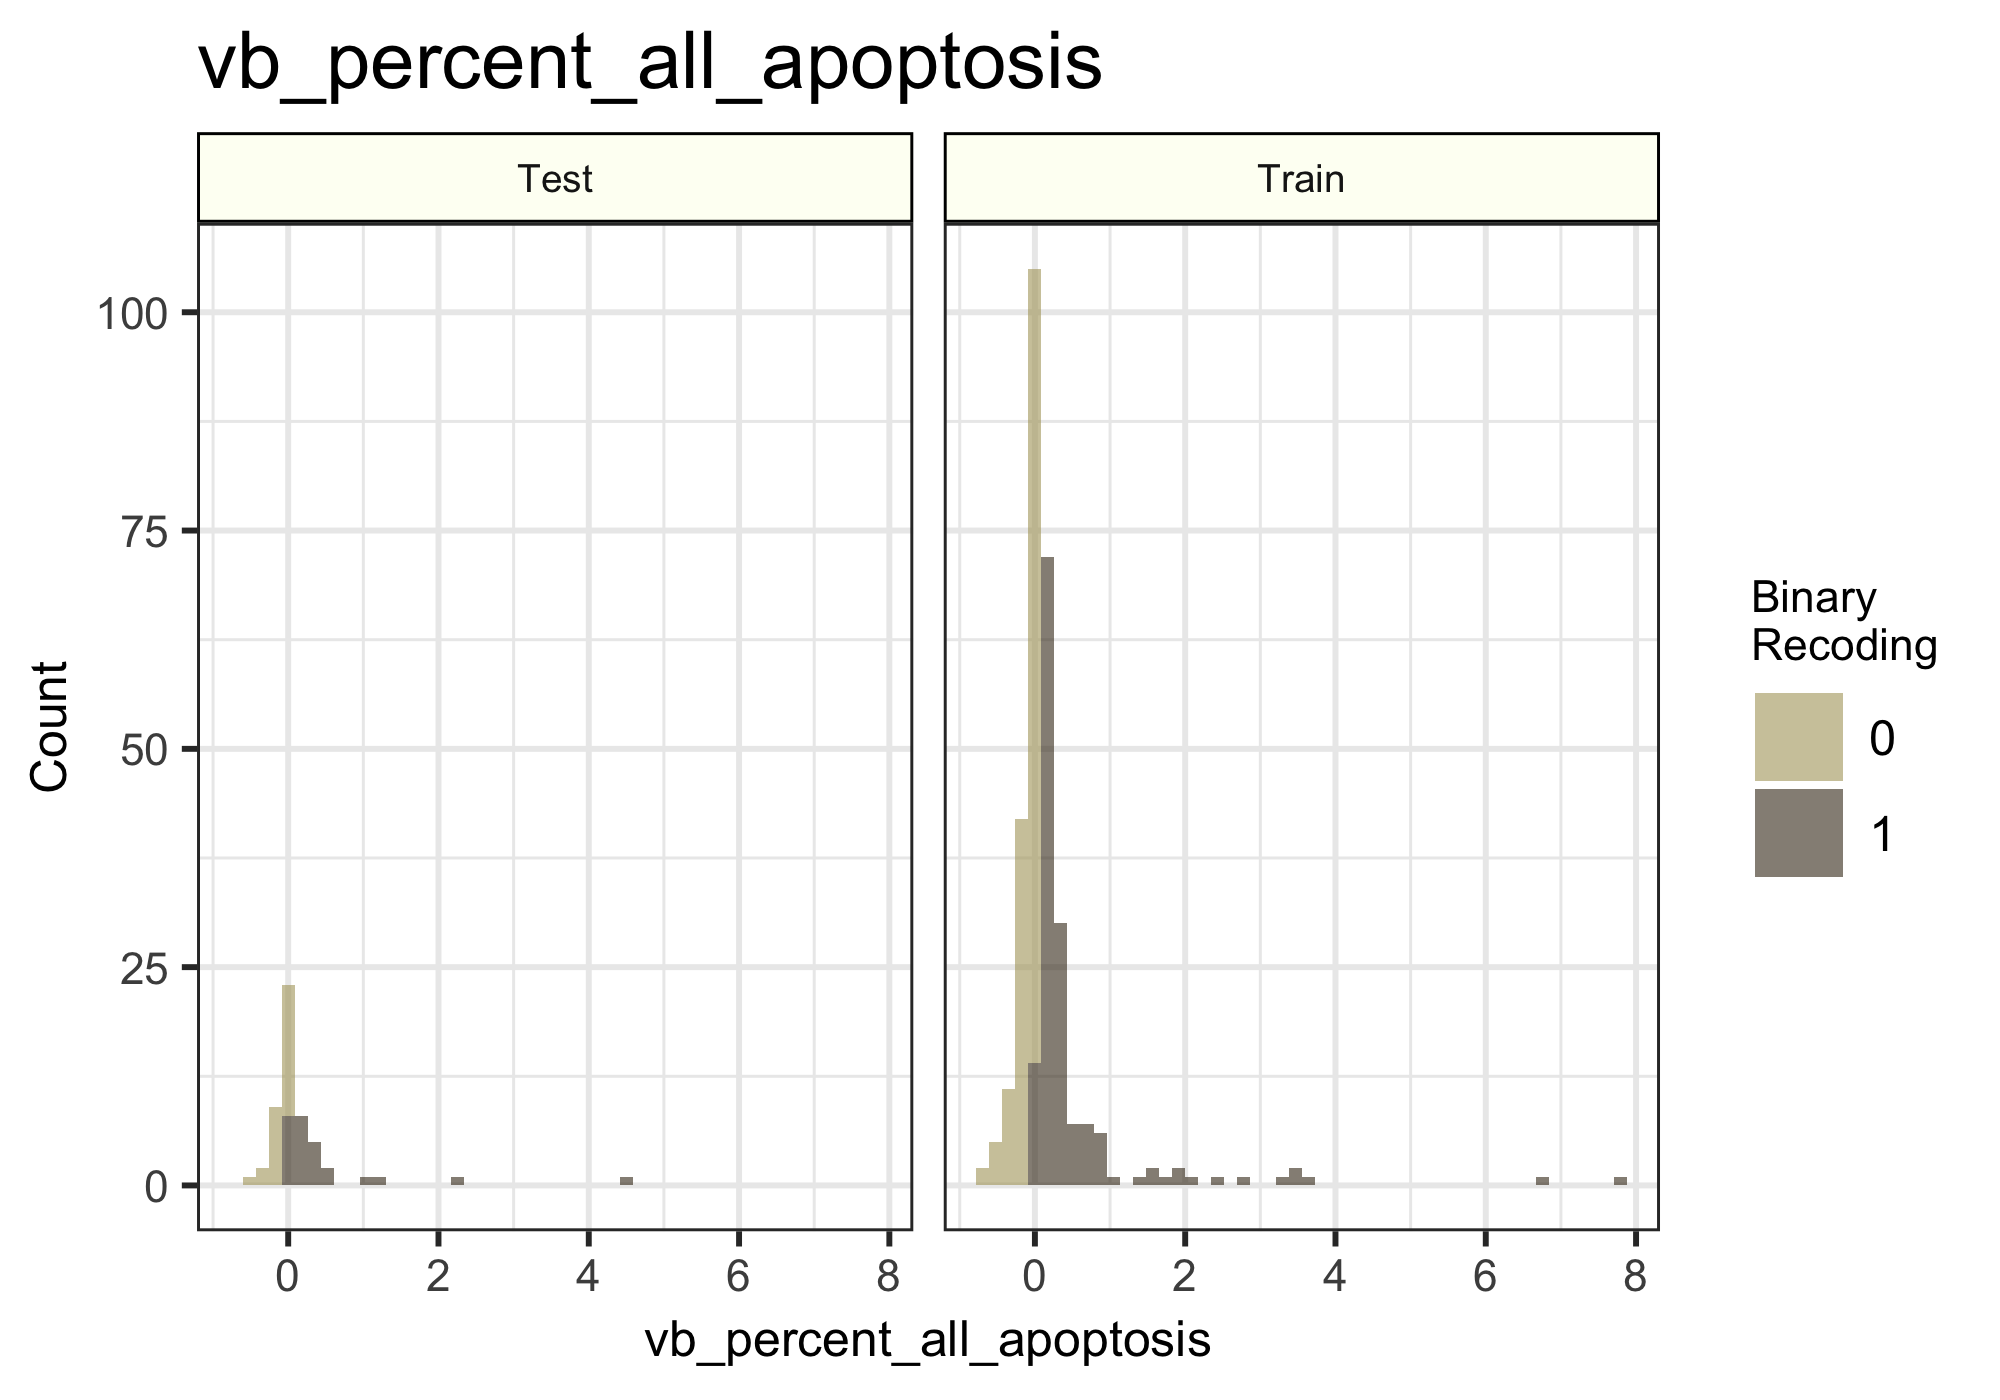 vb_percent_all_apoptosis
Test
Train
100
75
50
25
0
Count
0 2 4 6 8
0 2 4 6 8
vb_percent_all_apoptosis
Binary
Recoding
0
1